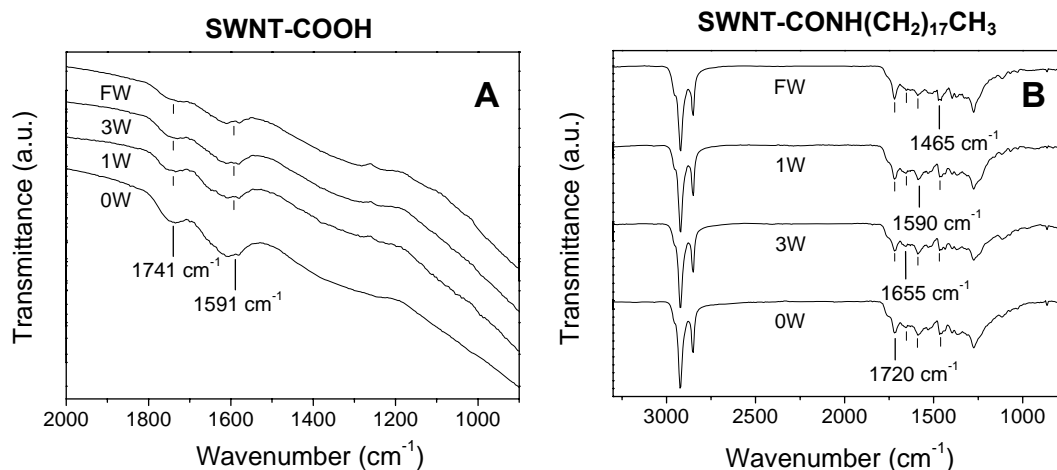 SWNT-COOH
A
FW
3W
1W
0W
1741 cm⁻¹
1591 cm⁻¹
Transmittance (a.u.)
2000 1800 1600 1400 1200 1000
Wavenumber (cm⁻¹)
SWNT-CONH(CH₂)₁₇CH₃
B
FW
1465 cm⁻¹
1W
1590 cm⁻¹
3W
1655 cm⁻¹
0W
1720 cm⁻¹
Transmittance (a.u.)
3000 2500 2000 1500 1000
Wavenumber (cm⁻¹)